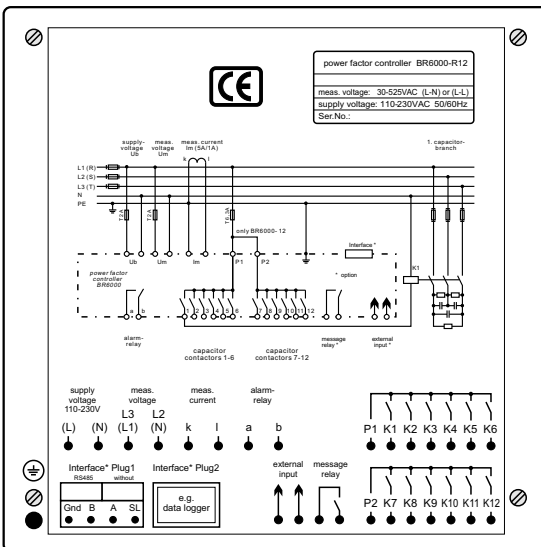 power factor controller BR6000-R12
meas. voltage: 30-525VAC (L-N) or (L-L)
supply voltage: 110-230VAC 50/60Hz
Ser.No.:
CE
supply-
voltage
Ub
meas.
voltage
Um
meas. current
Im (5A/1A)
k l
1. capacitor-
branch
L1 (R)
L2 (S)
L3 (T)
N
PE
T2A
T2A
T6.3A
only BR6000-12
Interface *
Ub
Um
Im
P1
P2
K1
power factor
controller
BR6000
* option
a b
1 2 3 4 5 6
7 8 9 10 11 12
alarm-
relay
capacitor
contactors 1-6
capacitor
contactors 7-12
message
relay *
external
input *
supply
voltage
110-230V
meas.
voltage
meas.
current
alarm-
relay
L3 L2
(L) (N) (L1) (N) k l a b
P1 K1 K2 K3 K4 K5 K6
Interface* Plug1
RS485 without
Gnd B A SL
Interface* Plug2
e.g.
data logger
external
input
message
relay
P2 K7 K8 K9 K10 K11 K12